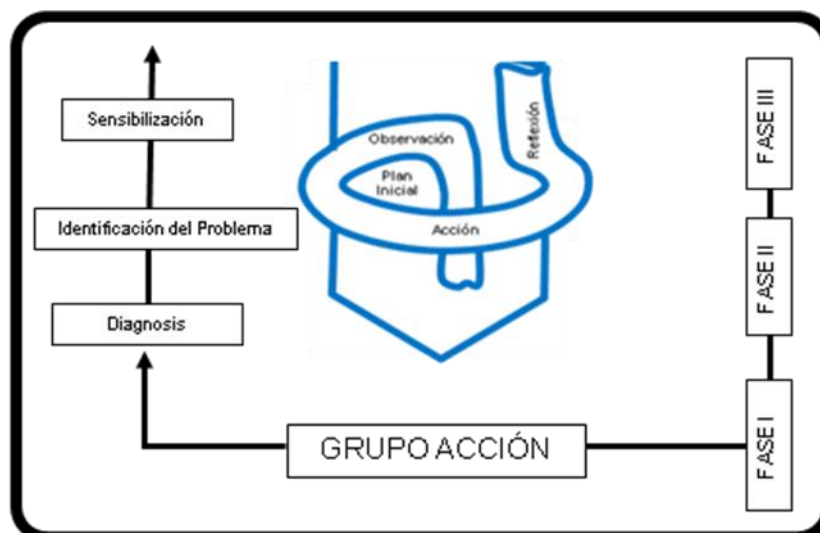 Sensibilización
Identificación del Problema
Diagnosis
Observación
Plan
Inicial
Acción
Reflexión
FASE III
FASE II
FASE I
GRUPO ACCIÓN